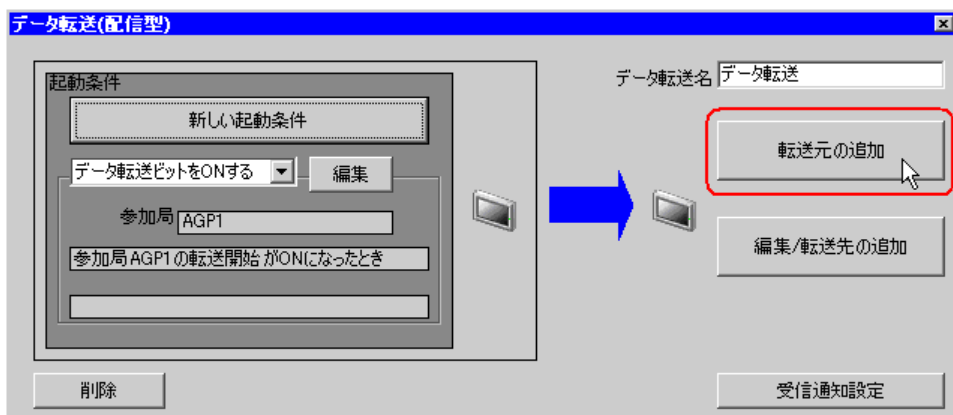 データ転送(配信型)
データ転送名 データ転送
起動条件
新しい起動条件
転送元の追加
データ転送ビットをONする 編集
参加局 AGP1
参加局 AGP1の転送開始 がONになったとき
編集/転送先の追加
削除
受信通知設定